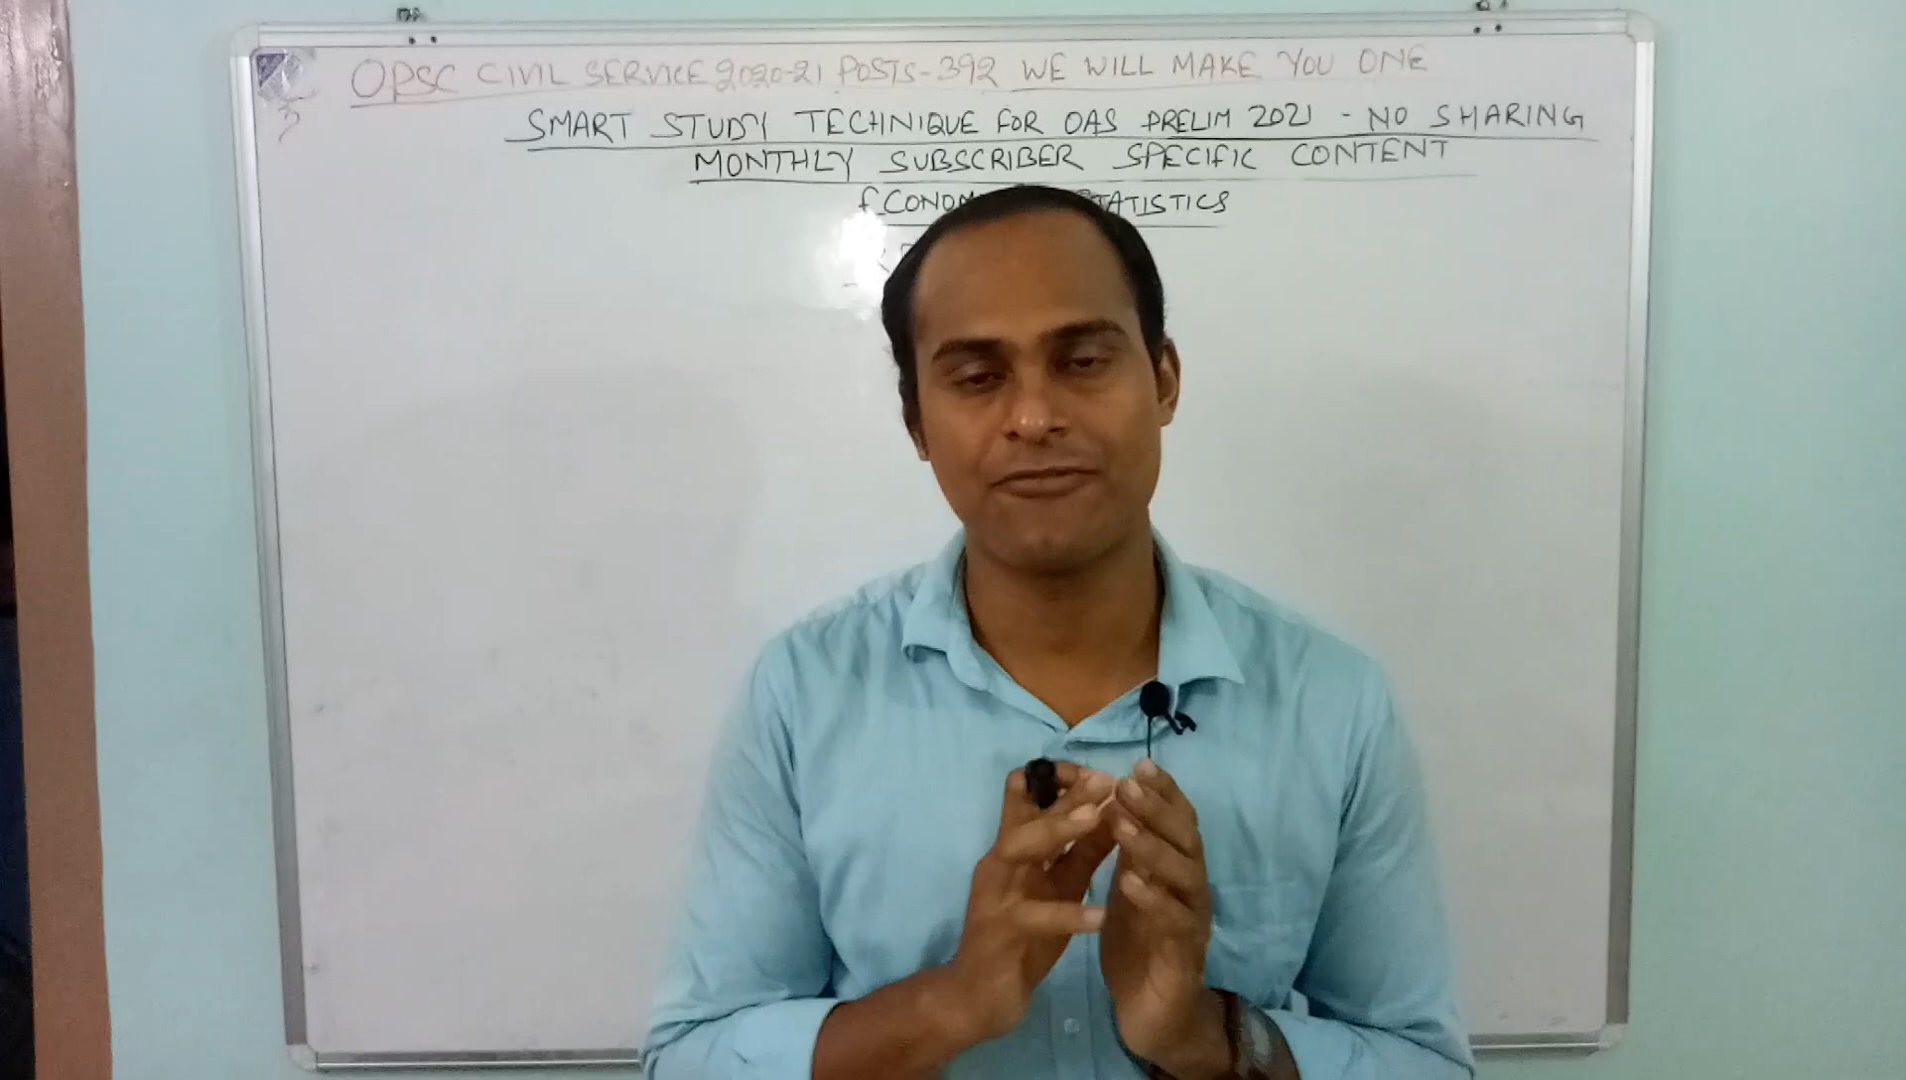 OPSC CIVIL SERVICE 2020-21 POSTS-392 WE WILL MAKE YOU ONE
SMART STUDY TECHNIQUE FOR OAS PRELIM 2021 - NO SHARING
MONTHLY SUBSCRIBER SPECIFIC CONTENT